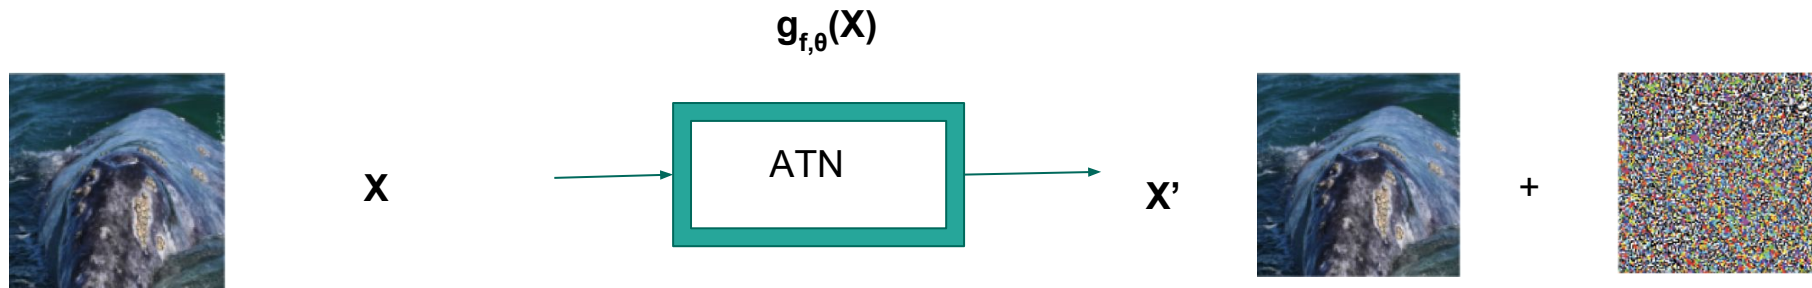 g_f,θ(X)
X
ATN
X’
+